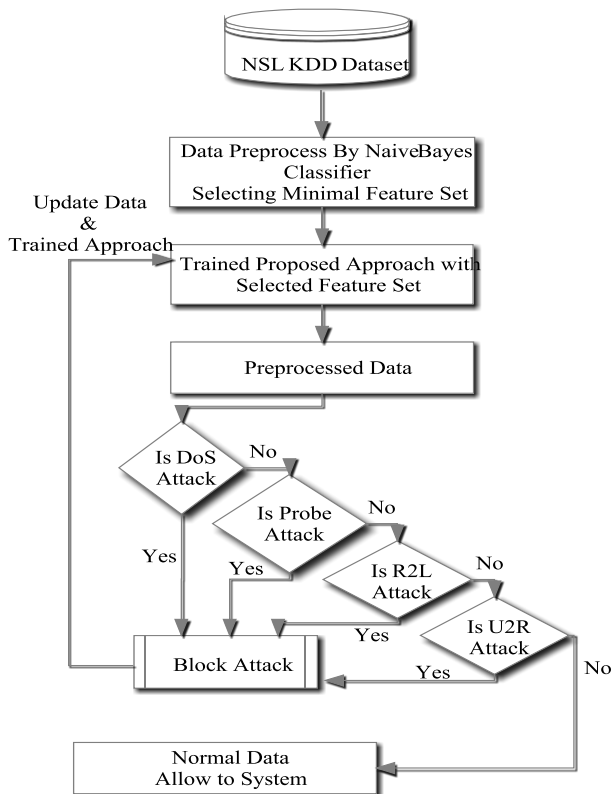 NSL KDD Dataset
Data Preprocess By NaiveBayes
Classifier
Selecting Minimal Feature Set
Update Data
&
Trained Approach
Trained Proposed Approach with
Selected Feature Set
Preprocessed Data
Is DoS
Attack
No
Is Probe
Attack
No
Yes
Yes
Is R2L
Attack
No
Yes
Is U2R
Attack
Block Attack
Yes
No
Normal Data
Allow to System